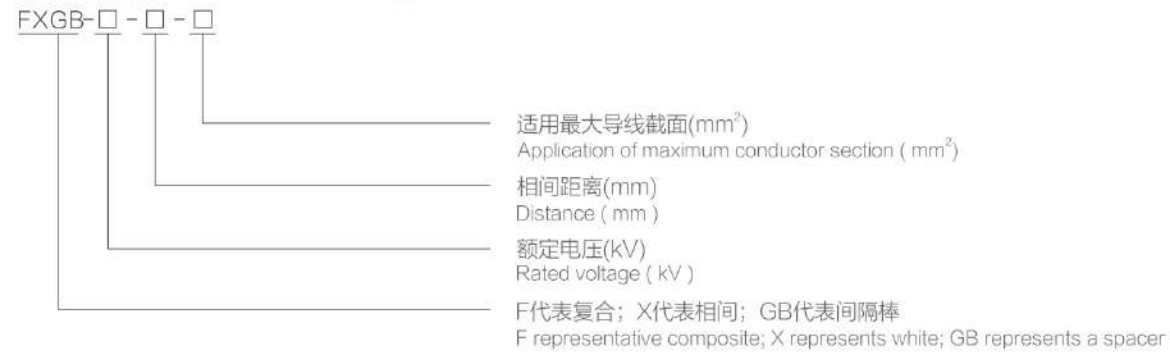 FXGB-□ - □ - □
适用最大导线截面(mm²)
Application of maximum conductor section ( mm²)
相间距离(mm)
Distance ( mm )
额定电压(kV)
Rated voltage ( kV )
F代表复合；X代表相间；GB代表间隔棒
F representative composite; X represents white; GB represents a spacer